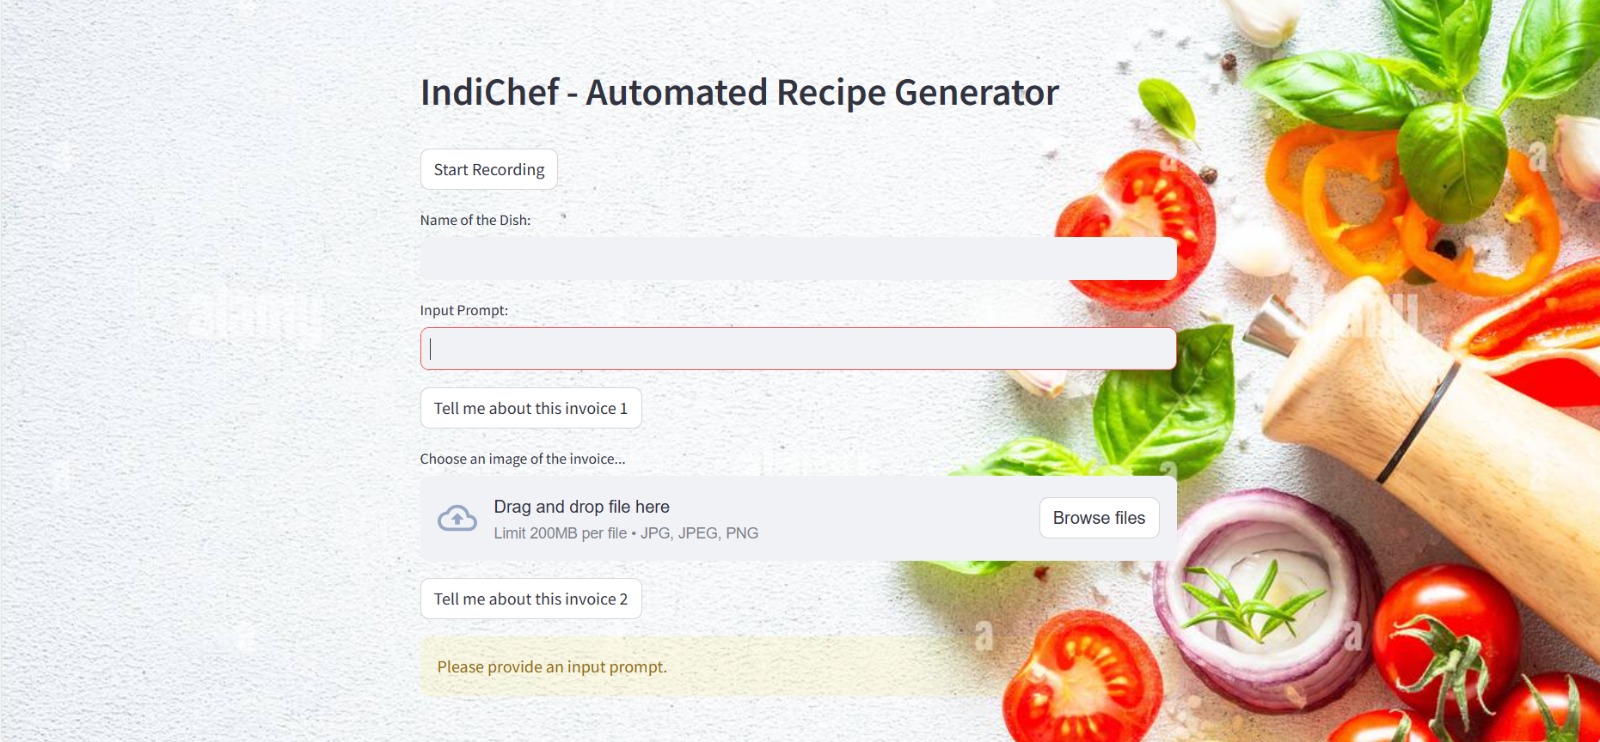 IndiChef - Automated Recipe Generator
Start Recording
Name of the Dish:
Input Prompt:
Tell me about this invoice 1
Choose an image of the invoice...
Drag and drop file here
Limit 200MB per file • JPG, JPEG, PNG
Browse files
Tell me about this invoice 2
Please provide an input prompt.
a
a
a
a
a